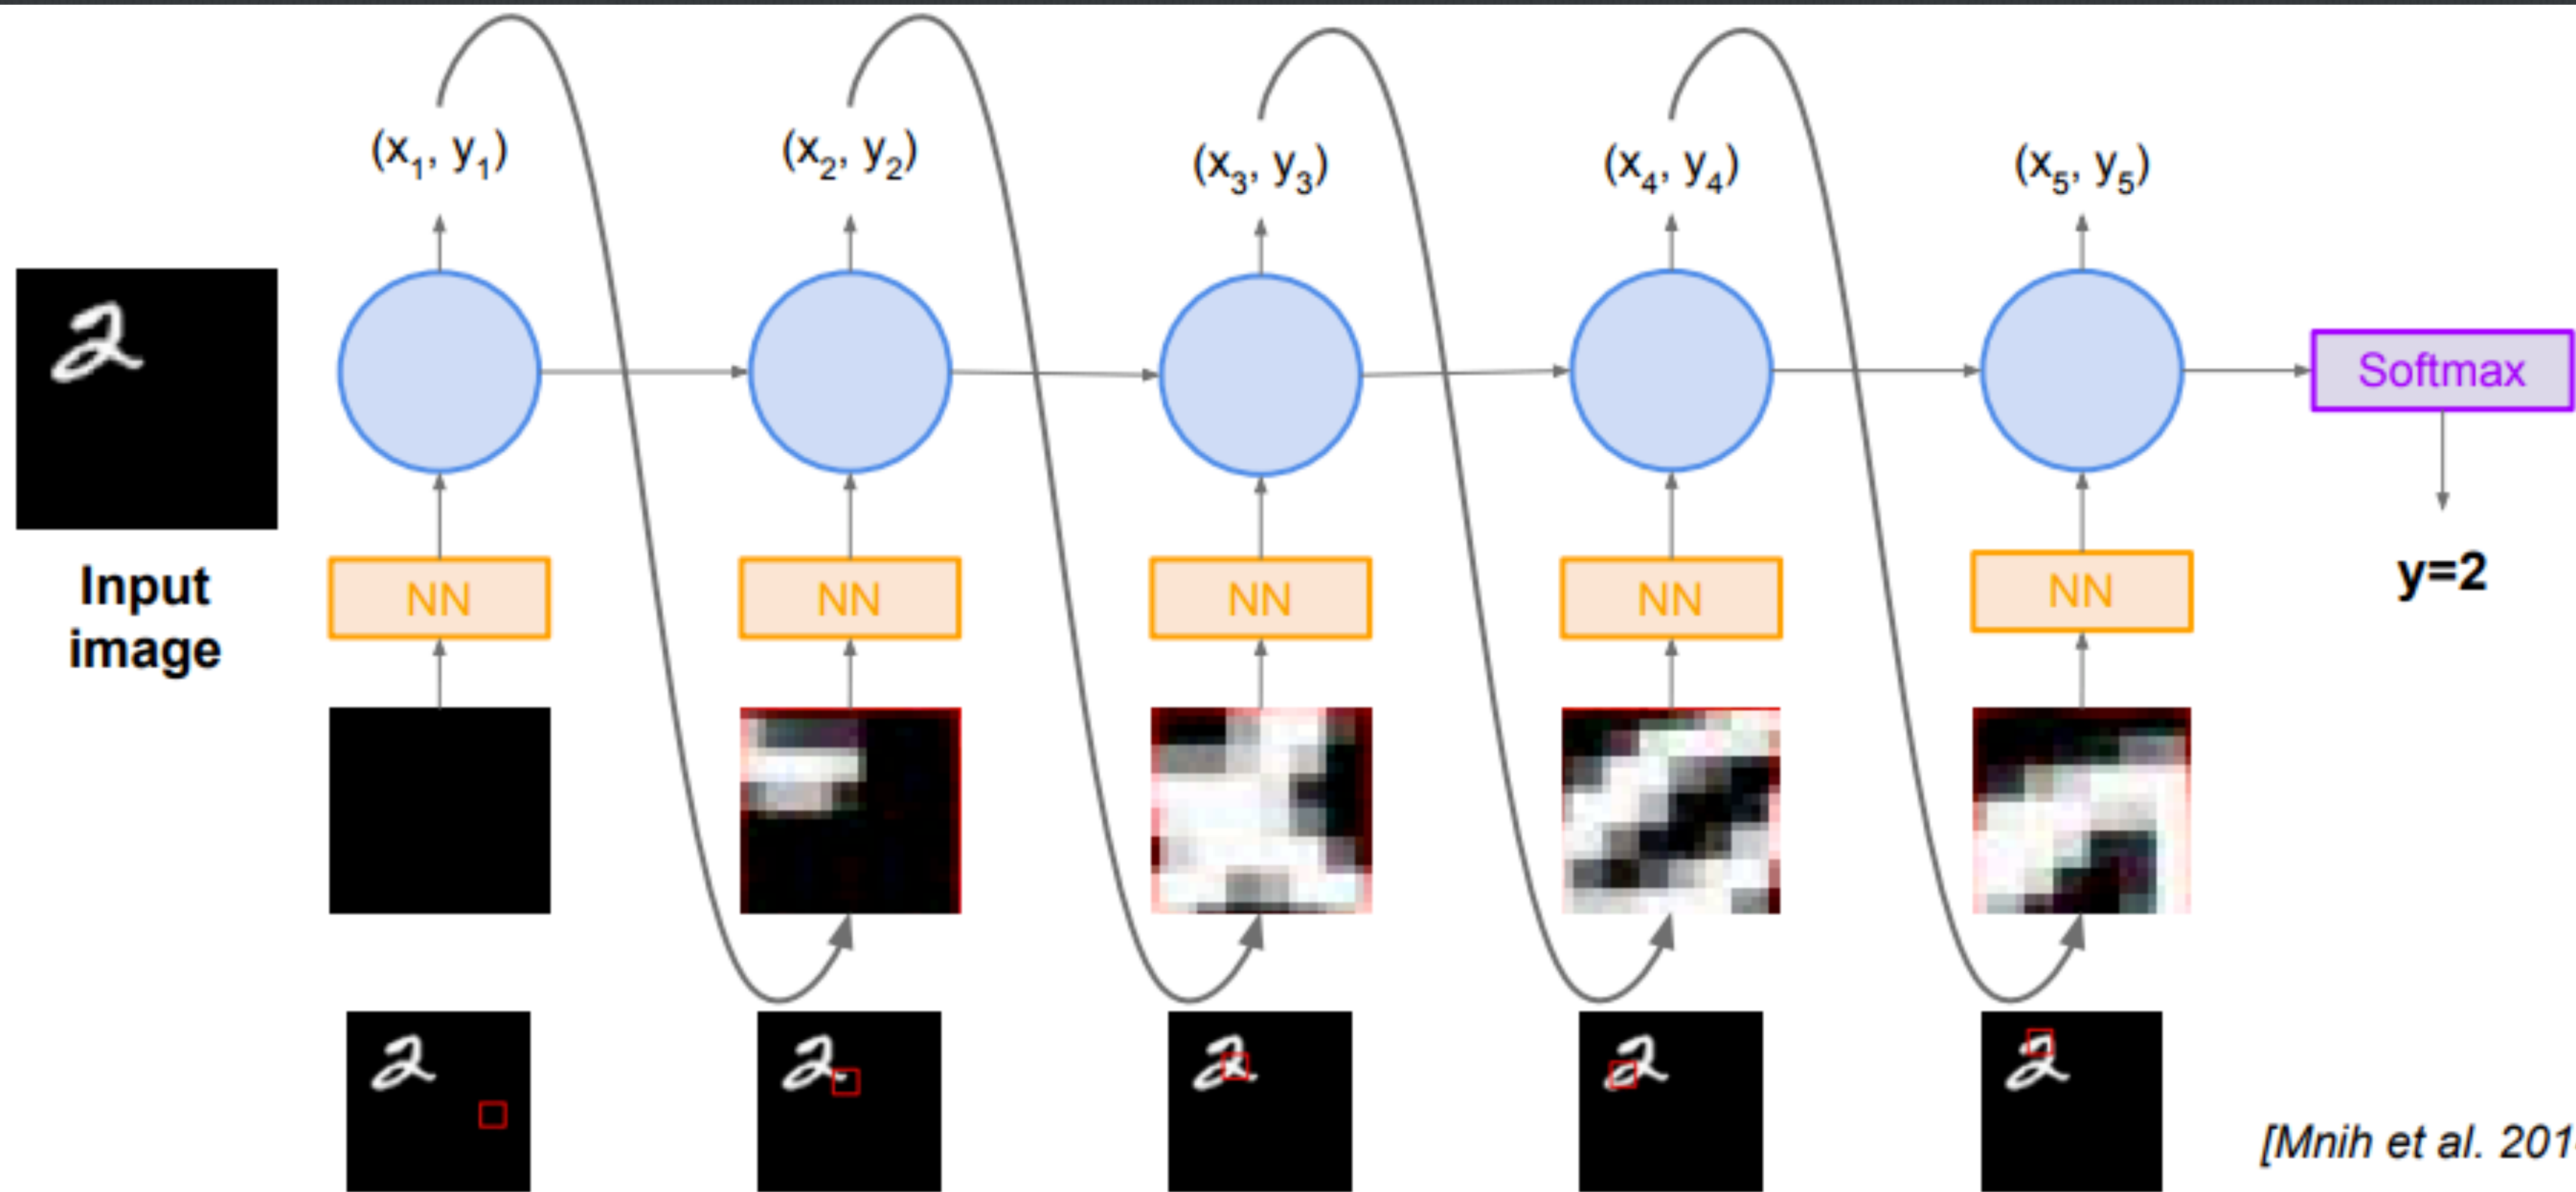 (x1, y1)
(x2, y2)
(x3, y3)
(x4, y4)
(x5, y5)
Softmax
Input
image
NN
NN
NN
NN
NN
y=2
[Mnih et al. 201